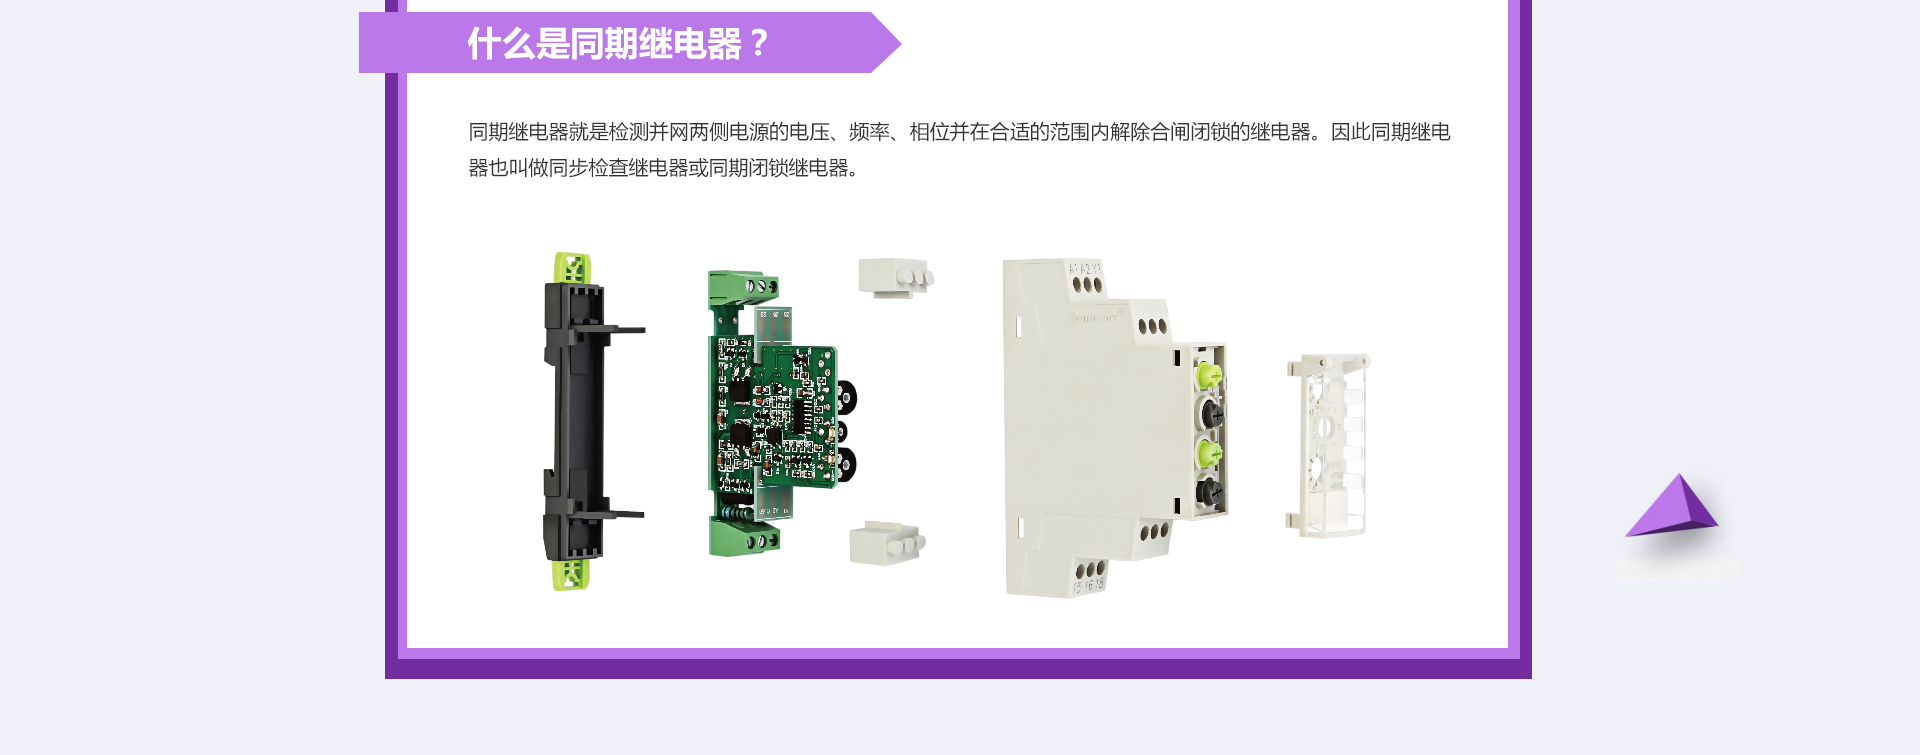 什么是同期继电器？
同期继电器就是检测并网两侧电源的电压、频率、相位并在合适的范围内解除合闸闭锁的继电器。因此同期继电
器也叫做同步检查继电器或同期闭锁继电器。
A1 A2 Y1
15 16 18